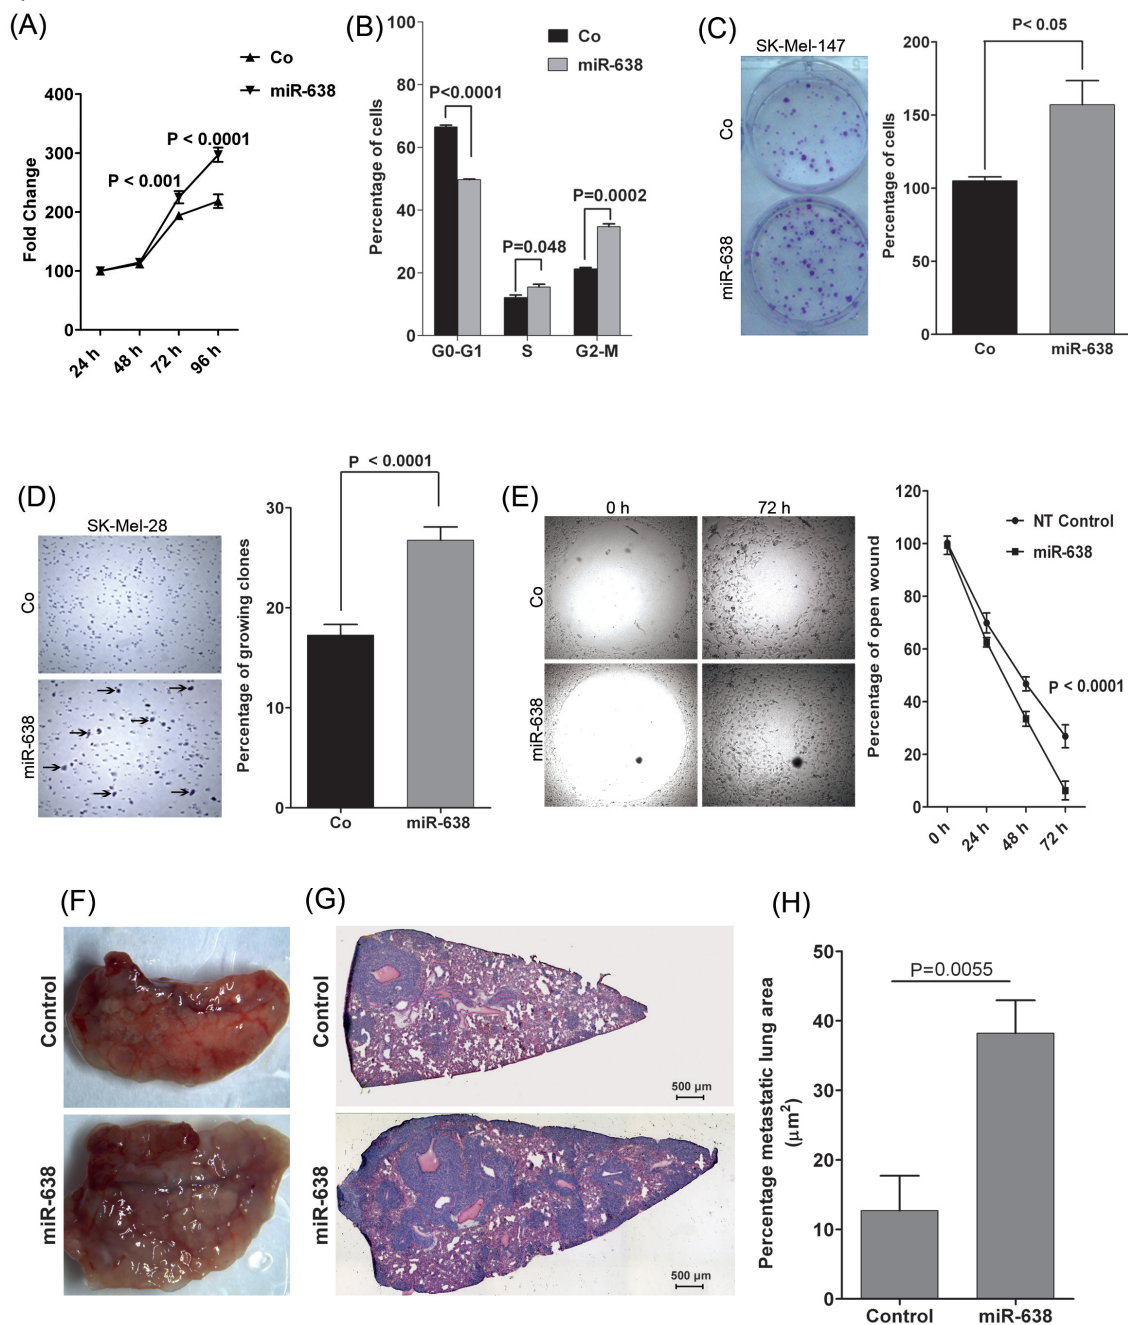 (A)
Co
miR-638
Fold Change
400
300
200
100
0
P < 0.001
P < 0.0001
24 h
48 h
72 h
96 h
(B)
Co
miR-638
Percentage of cells
100
80
60
40
20
0
P<0.0001
P=0.048
P=0.0002
G0-G1
S
G2-M
(C)
SK-Mel-147
Co
miR-638
Percentage of cells
200
150
100
50
0
P< 0.05
Co
miR-638
(D)
SK-Mel-28
Co
miR-638
Percentage of growing clones
30
20
10
0
P < 0.0001
Co
miR-638
(E)
0 h
72 h
Co
miR-638
Percentage of open wound
120
100
80
60
40
20
0
NT Control
miR-638
P < 0.0001
0 h
24 h
48 h
72 h
(F)
Control
miR-638
(G)
Control
500 µm
miR-638
500 µm
(H)
Percentage metastatic lung area
(µm²)
50
40
30
20
10
0
P=0.0055
Control
miR-638